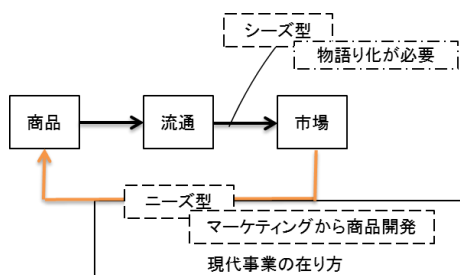 シーズ型
物語り化が必要
商品
流通
市場
ニーズ型
マーケティングから商品開発
現代事業の在り方